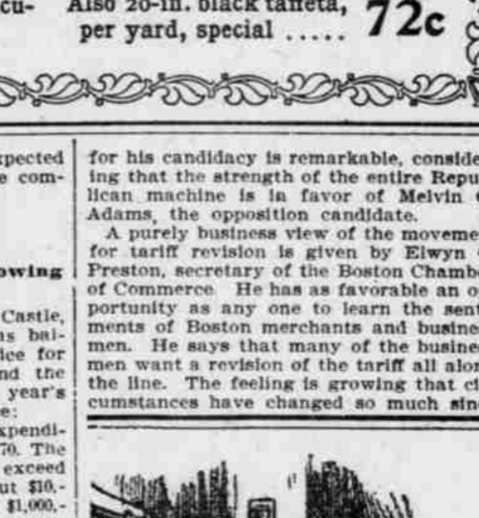 cu-
Also 20-in. black taffeta,
per yard, special ..... 72c
xpected
e com-
owing
Castle,
as bal-
ice for
nd the
year's
e:
xpendi-
70. The
exceed
ut $10,-
$1,000,-
for his candidacy is remarkable, conside
ing that the strength of the entire Repu
lican machine is in favor of Melvin
Adams, the opposition candidate.
A purely business view of the moveme
for tariff revision is given by Elwyn
Preston, secretary of the Boston Chambe
of Commerce. He has as favorable an o
portunity as any one to learn the sent
ments of Boston merchants and busine
men. He says that many of the busine
men want a revision of the tariff all alon
the line. The feeling is growing that ci
cumstances have changed so much sin